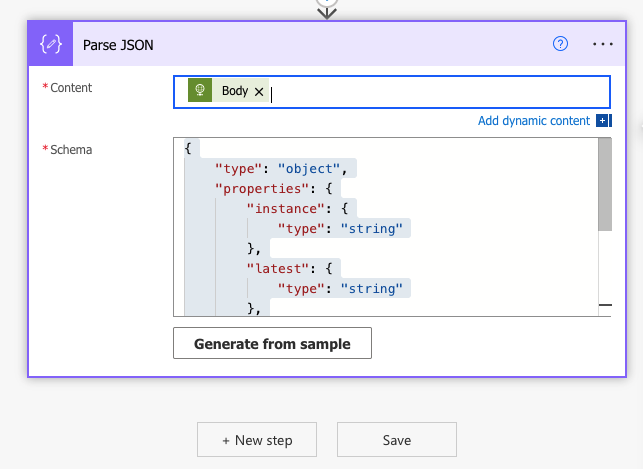 Parse JSON
*Content
Body ×
Add dynamic content
*Schema
{
"type": "object",
"properties": {
"instance": {
"type": "string"
},
"latest": {
"type": "string"
},
Generate from sample
+ New step
Save